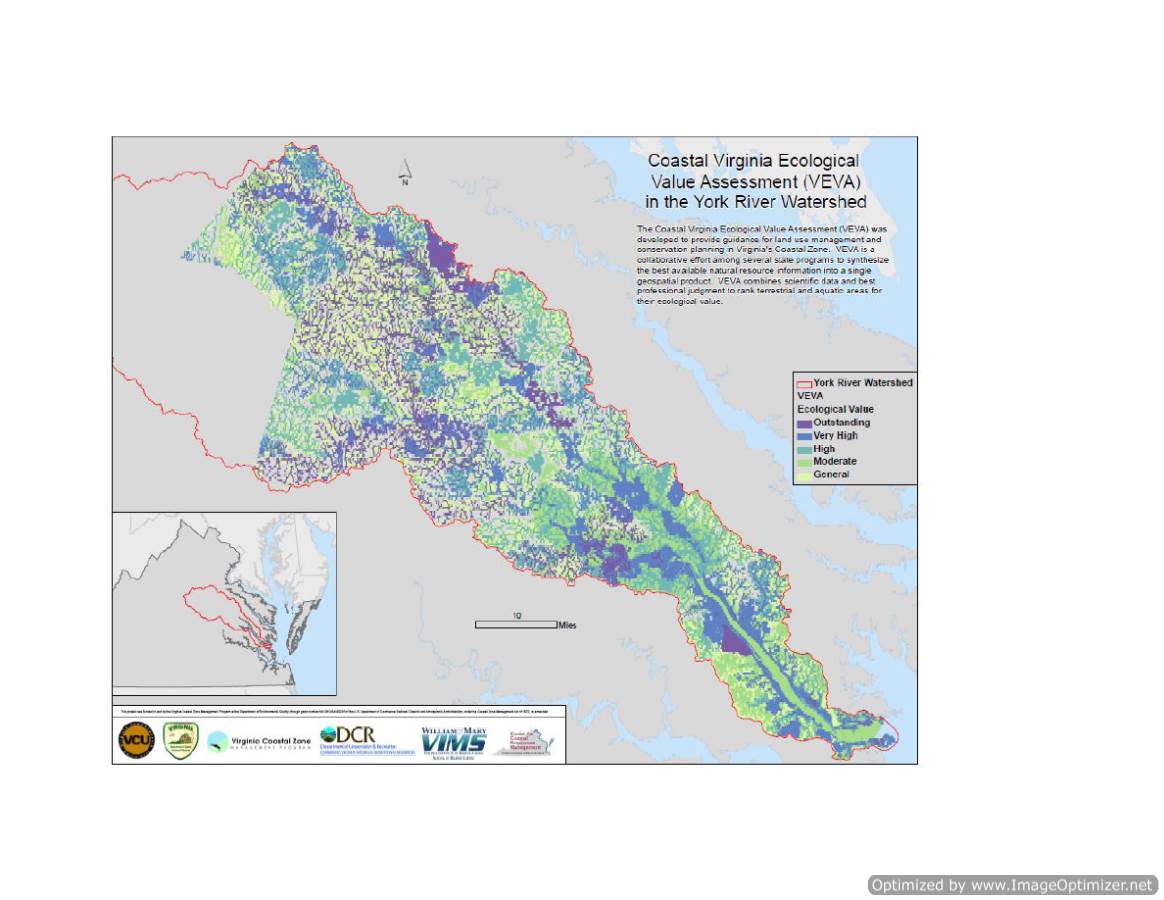 Coastal Virginia Ecological
Value Assessment (VEVA)
in the York River Watershed
The Coastal Virginia Ecological Value Assessment (VEVA) was
developed to provide guidance for land use management and
conservation planning in Virginia's Coastal Zone. VEVA is a
collaborative effort among several state programs to synthesize
the best available natural resource information into a single
geospatial product. VEVA combines scientific data and best
professional judgment to rank terrestrial and aquatic areas for
their ecological value.
N
York River Watershed
VEVA
Ecological Value
Outstanding
Very High
High
Moderate
General
10
Miles
VCU
VIRGINIA
Virginia Coastal Zone
MANAGEMENT PROGRAM
DCR
Department of Conservation & Recreation
WILLIAM & MARY
VIMS
Optimized by www.ImageOptimizer.net